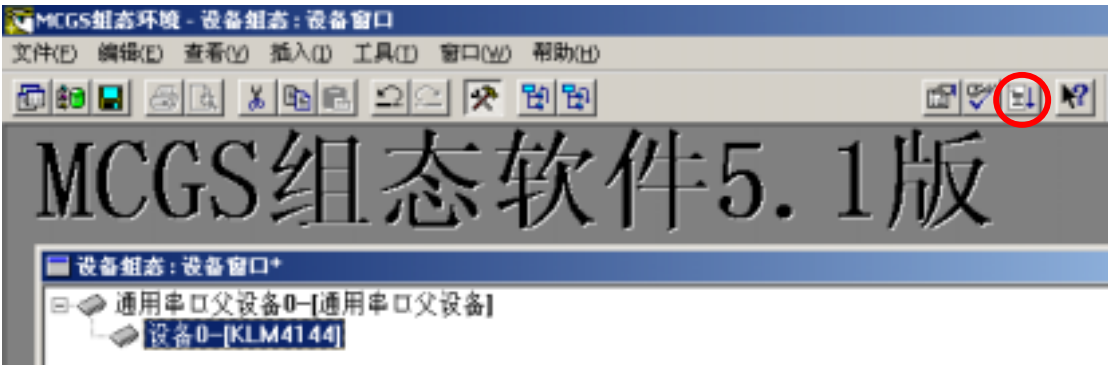 MCGS组态环境 - 设备组态:设备窗口
文件(F) 编辑(E) 查看(V) 插入(I) 工具(T) 窗口(W) 帮助(H)
MCGS组态软件5.1版
设备组态:设备窗口*
通用串口父设备0-[通用串口父设备]
设备0-[KLM4144]